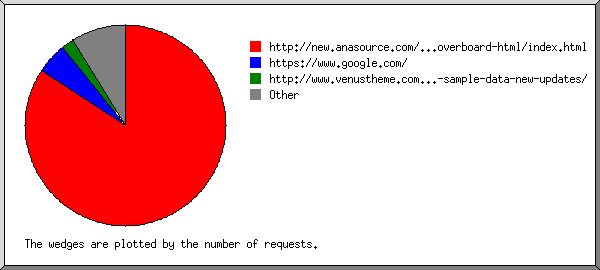 http://new.anasource.com/...overboard-html/index.html
https://www.google.com/
http://www.venustheme.com...-sample-data-new-updates/
Other
The wedges are plotted by the number of requests.